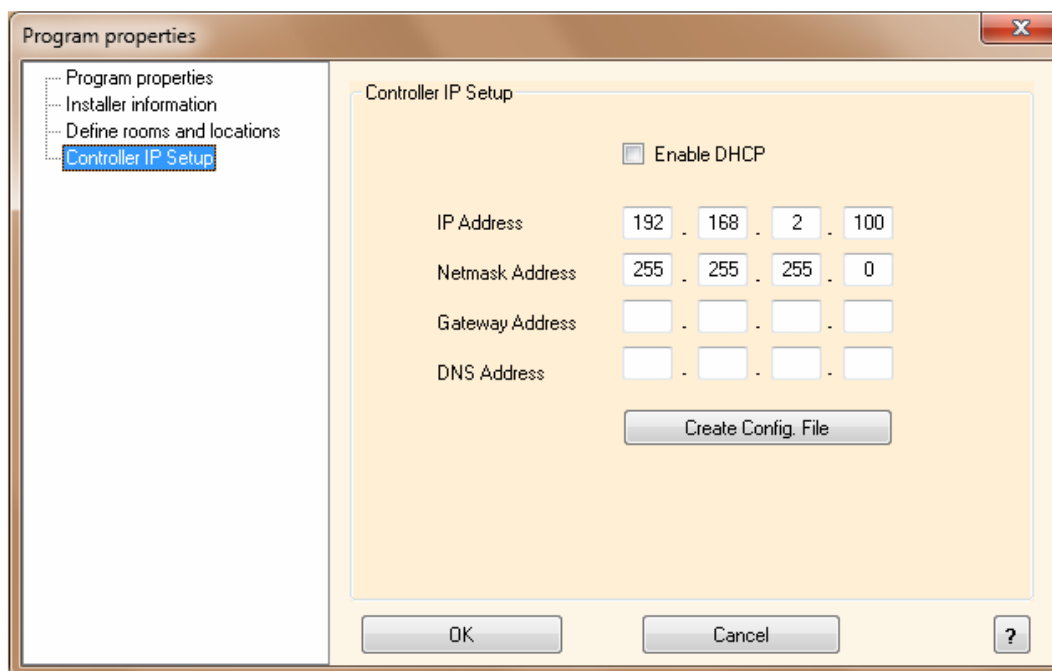 Program properties
x
Program properties
Installer information
Define rooms and locations
Controller IP Setup
Controller IP Setup
Enable DHCP
IP Address 192 . 168 . 2 . 100
Netmask Address 255 . 255 . 255 . 0
Gateway Address . . .
DNS Address . . .
Create Config. File
OK Cancel ?